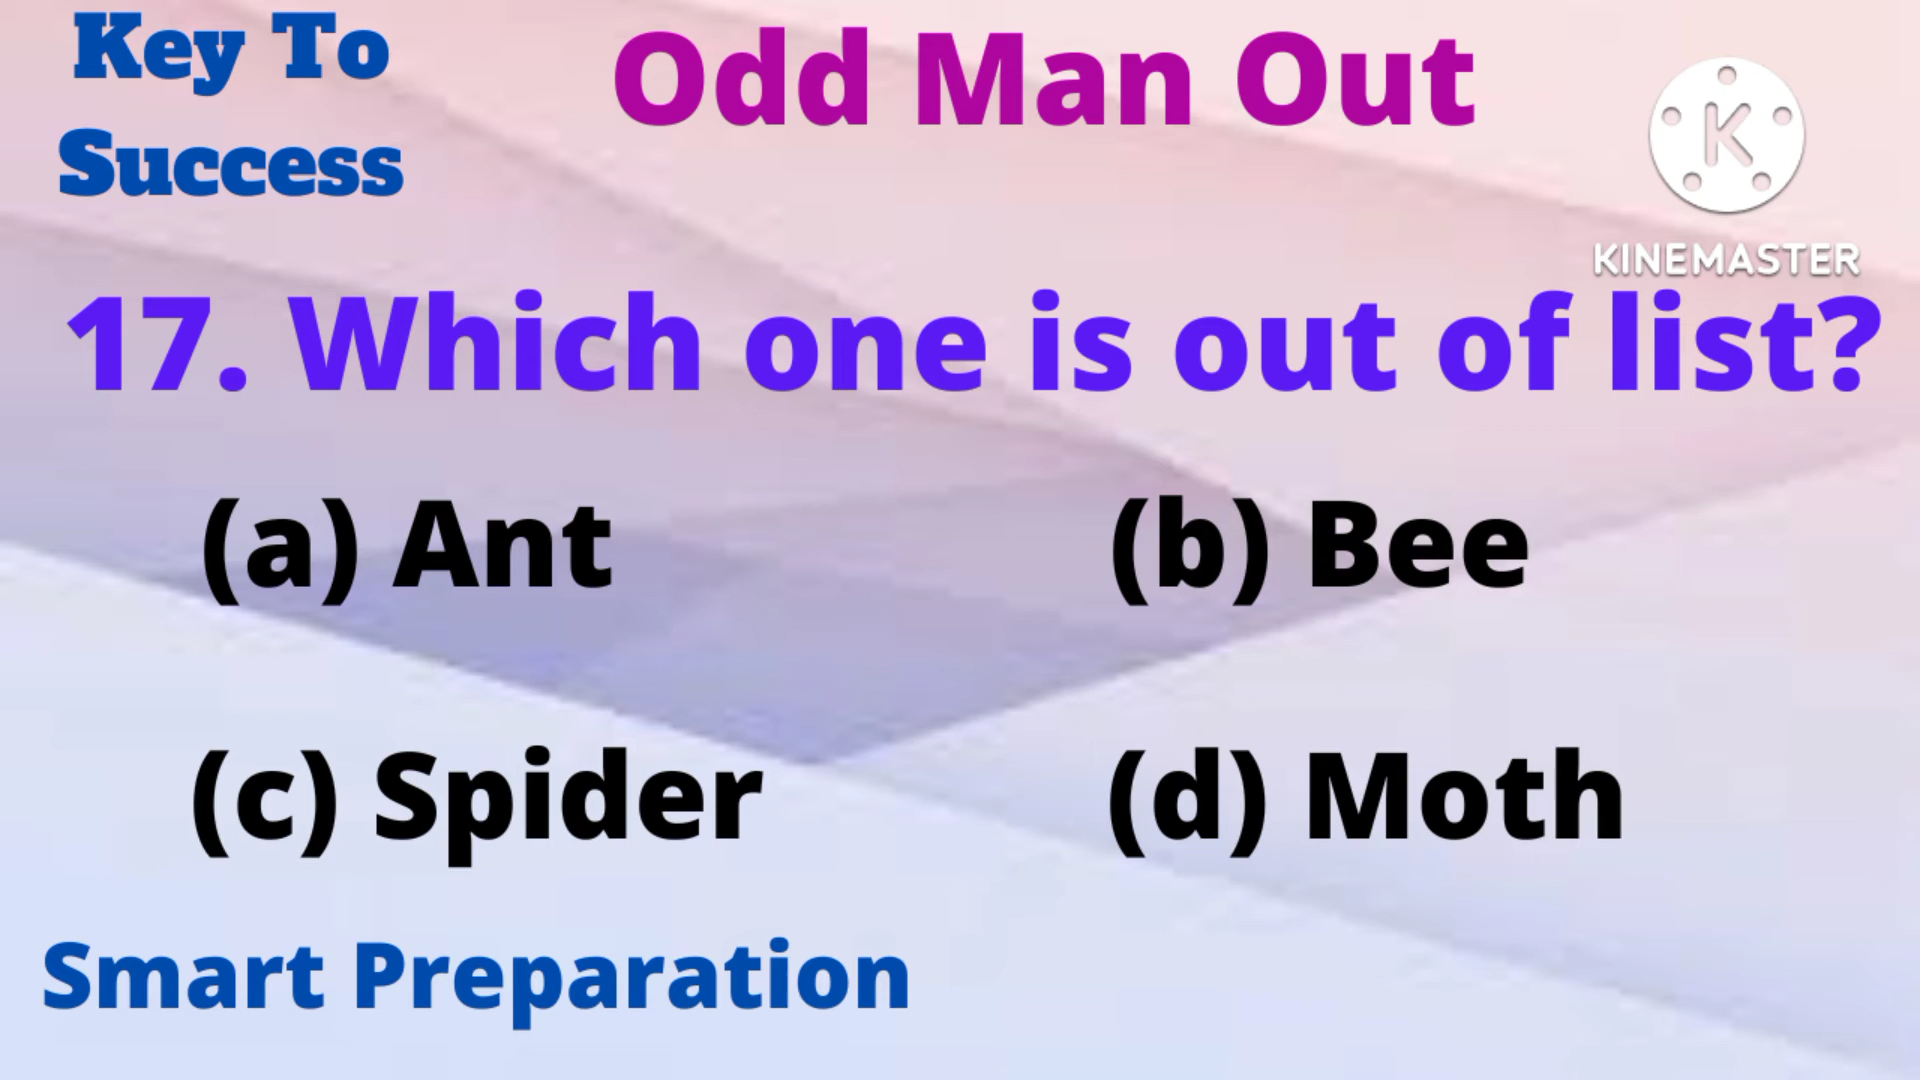 Key To
Success
Odd Man Out
KINEMASTER
17. Which one is out of list?
(a) Ant
(b) Bee
(c) Spider
(d) Moth
Smart Preparation